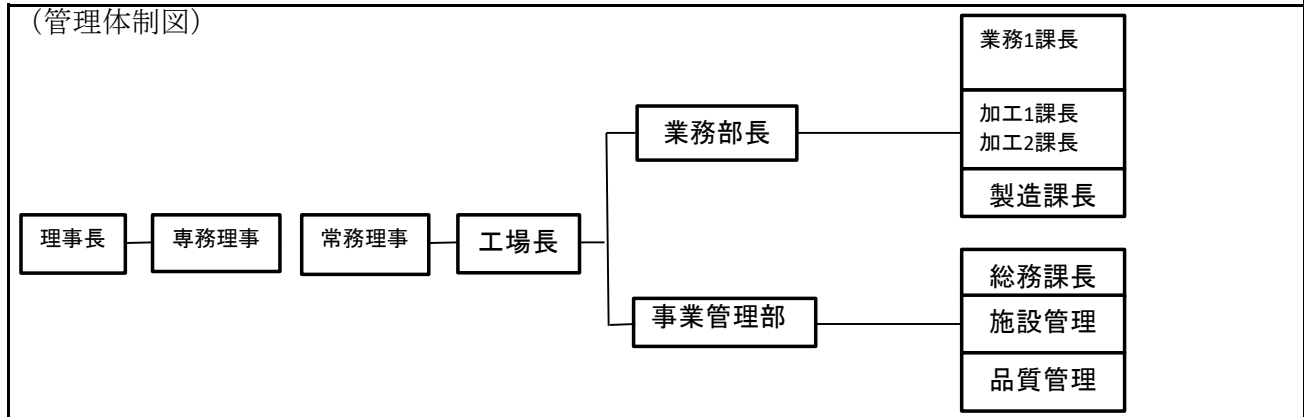 （管理体制図）
業務1課長
加工1課長
加工2課長
業務部長
製造課長
理事長
専務理事
常務理事
工場長
総務課長
事業管理部
施設管理
品質管理